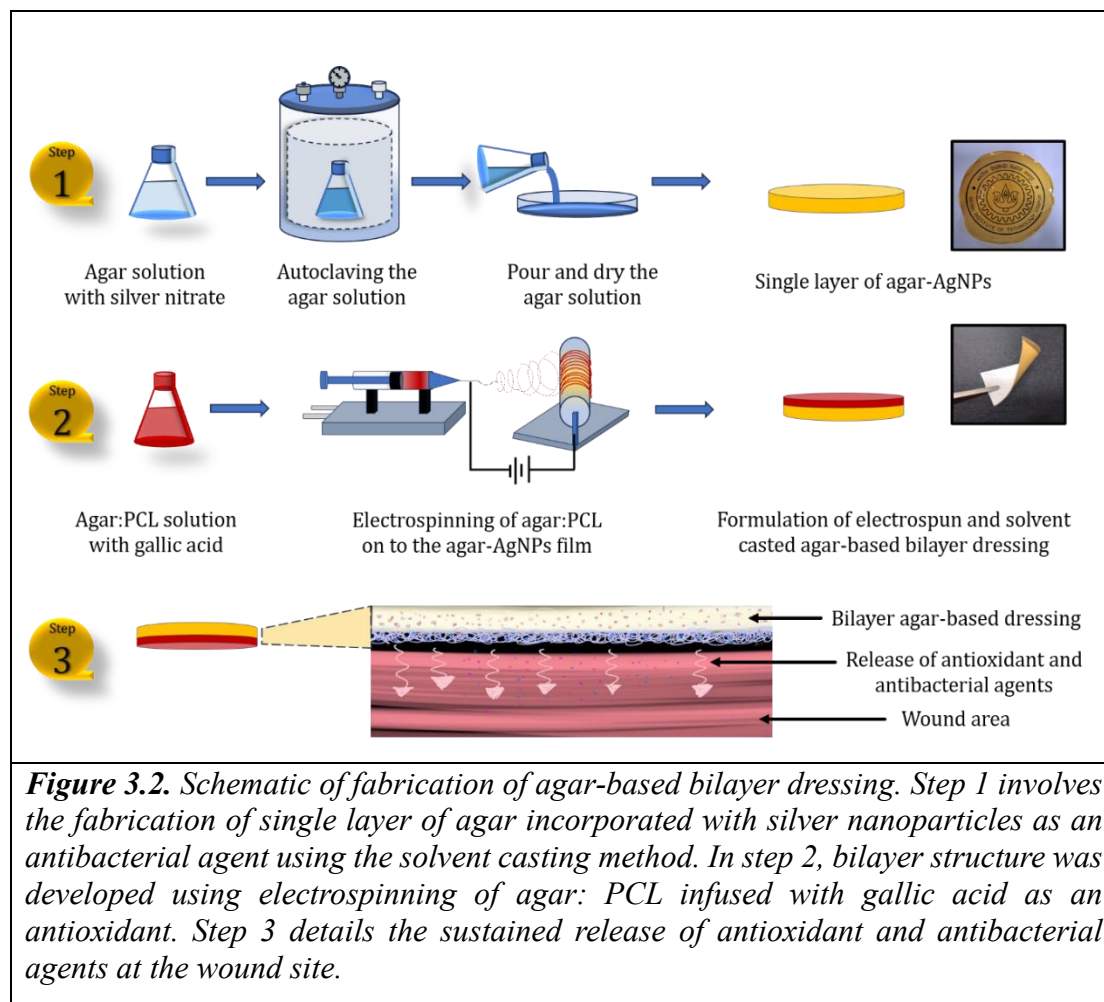 Step
1
Agar solution
with silver nitrate
Autoclaving the
agar solution
Pour and dry the
agar solution
Single layer of agar-AgNPs
Step
2
Agar:PCL solution
with gallic acid
Electrospinning of agar:PCL
on to the agar-AgNPs film
Formulation of electrospun and solvent
casted agar-based bilayer dressing
Step
3
Bilayer agar-based dressing
Release of antioxidant and
antibacterial agents
Wound area
Figure 3.2. Schematic of fabrication of agar-based bilayer dressing. Step 1 involves
the fabrication of single layer of agar incorporated with silver nanoparticles as an
antibacterial agent using the solvent casting method. In step 2, bilayer structure was
developed using electrospinning of agar: PCL infused with gallic acid as an
antioxidant. Step 3 details the sustained release of antioxidant and antibacterial
agents at the wound site.